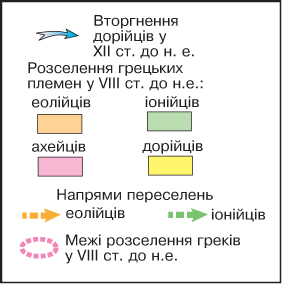 Вторгнення
дорійців у
XII ст. до н. е.
Розселення грецьких
племен у VIII ст. до н.е.:
еолійців іонійців
ахейців дорійців
Напрями переселень
еолійців іонійців
Межі розселення греків
у VIII ст. до н.е.